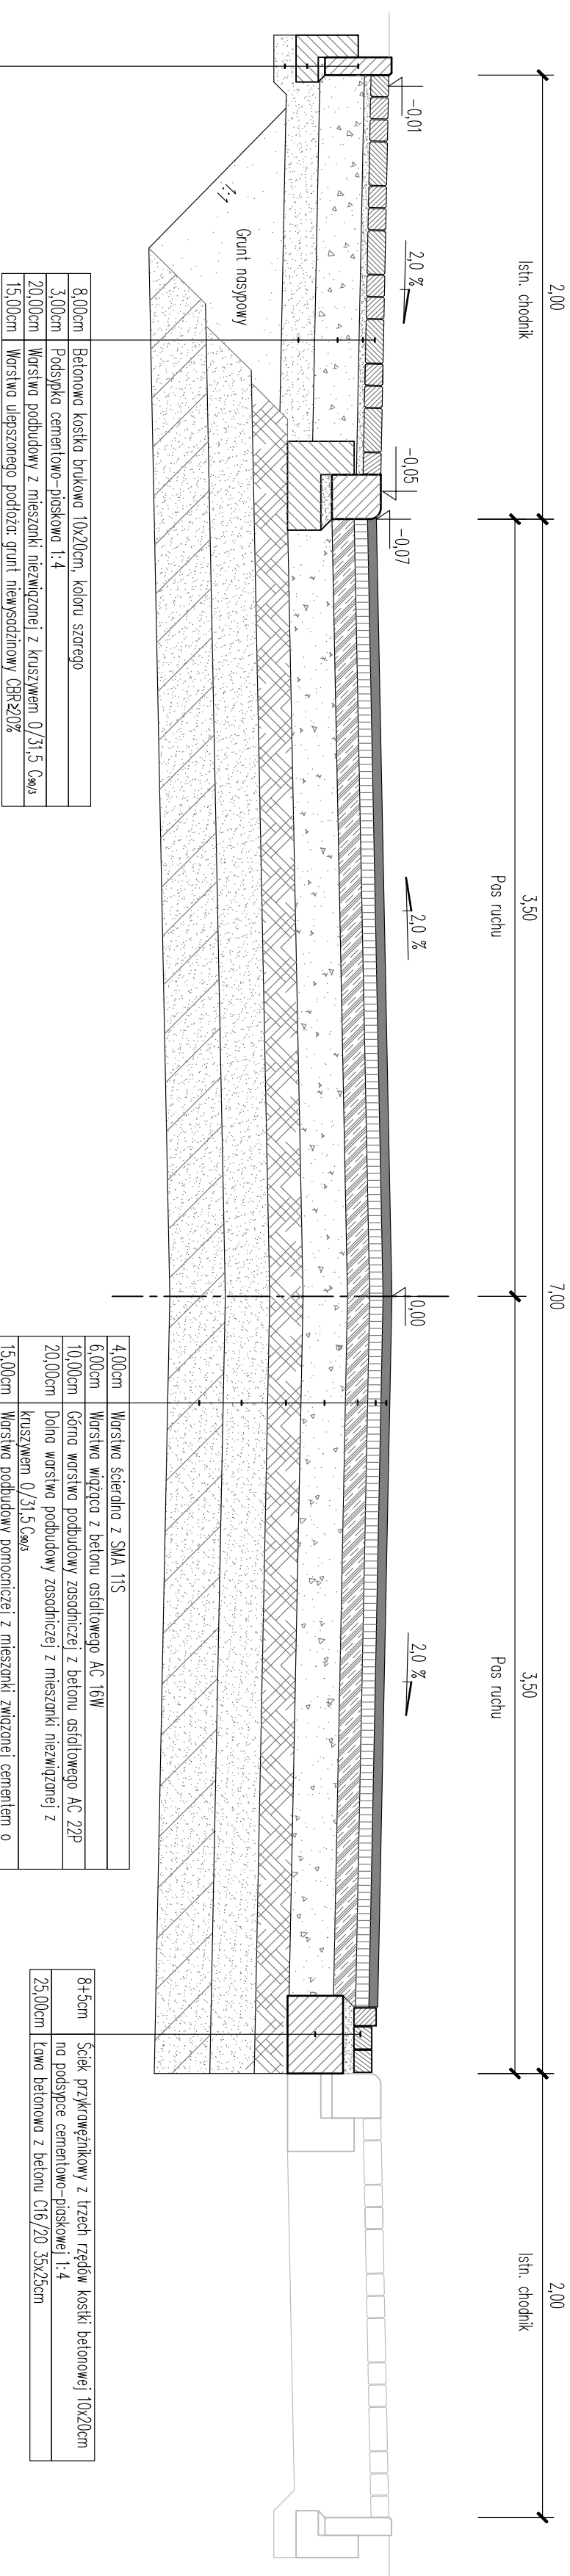 2,00
7,00
2,00
Istn. chodnik
3,50
3,50
Istn. chodnik
Pas ruchu
Pas ruchu
-0,01
2,0 %
-0,05
-0,07
2,0 %
0,00
2,0 %
1:1
Grunt nasypowy
8,00cm Betonowa kostka brukowa 10x20cm, koloru szarego
3,00cm Podsypka cementowo-piaskowa 1:4
20,00cm Warstwa podbudowy z mieszanki niezwiązanej z kruszywem 0/31,5 C90/3
15,00cm Warstwa ulepszonego podłoża: grunt niewysadzinowy CBR≥20%
4,00cm Warstwa ścieralna z SMA 11S
6,00cm Warstwa wiążąca z betonu asfaltowego AC 16W
10,00cm Górna warstwa podbudowy zasadniczej z betonu asfaltowego AC 22P
20,00cm Dolna warstwa podbudowy zasadniczej z mieszanki niezwiązanej z
kruszywem 0/31,5 C90/3
15,00cm Warstwa podbudowy pomocniczej z mieszanki związanej cementem o
8+5cm Ściek przykrawężnikowy z trzech rzędów kostki betonowej 10x20cm
na podsypce cementowo-piaskowej 1:4
25,00cm Ława betonowa z betonu C16/20 35x25cm